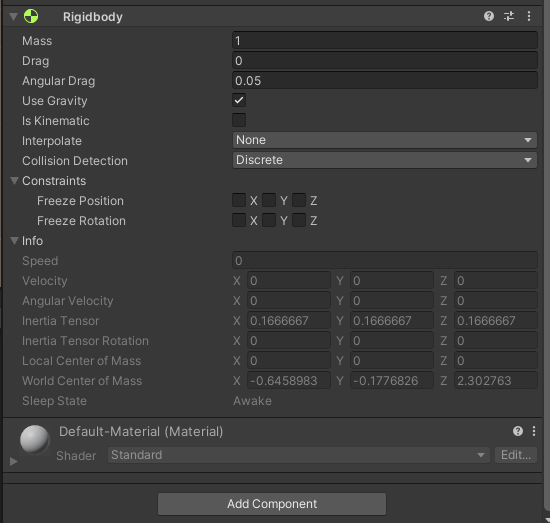 Rigidbody
Mass 1
Drag 0
Angular Drag 0.05
Use Gravity
Is Kinematic
Interpolate None
Collision Detection Discrete
Constraints
Freeze Position X Y Z
Freeze Rotation X Y Z
Info
Speed 0
Velocity X 0 Y 0 Z 0
Angular Velocity X 0 Y 0 Z 0
Inertia Tensor X 0.1666667 Y 0.1666667 Z 0.1666667
Inertia Tensor Rotation X 0 Y 0 Z 0
Local Center of Mass X 0 Y 0 Z 0
World Center of Mass X -0.6458983 Y -0.1776826 Z 2.302763
Sleep State Awake
Default-Material (Material)
Shader Standard Edit...
Add Component